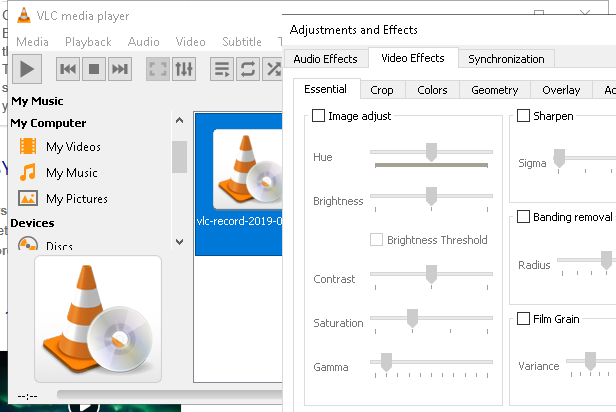 VLC media player
Media Playback Audio Video Subtitle
My Music
My Computer
My Videos
My Music
My Pictures
Devices
Discs
vlc-record-2019-0
--:--
Adjustments and Effects
Audio Effects Video Effects Synchronization
Essential Crop Colors Geometry Overlay
Image adjust
Hue
Brightness
Brightness Threshold
Contrast
Saturation
Gamma
Sharpen
Sigma
Banding removal
Radius
Film Grain
Variance